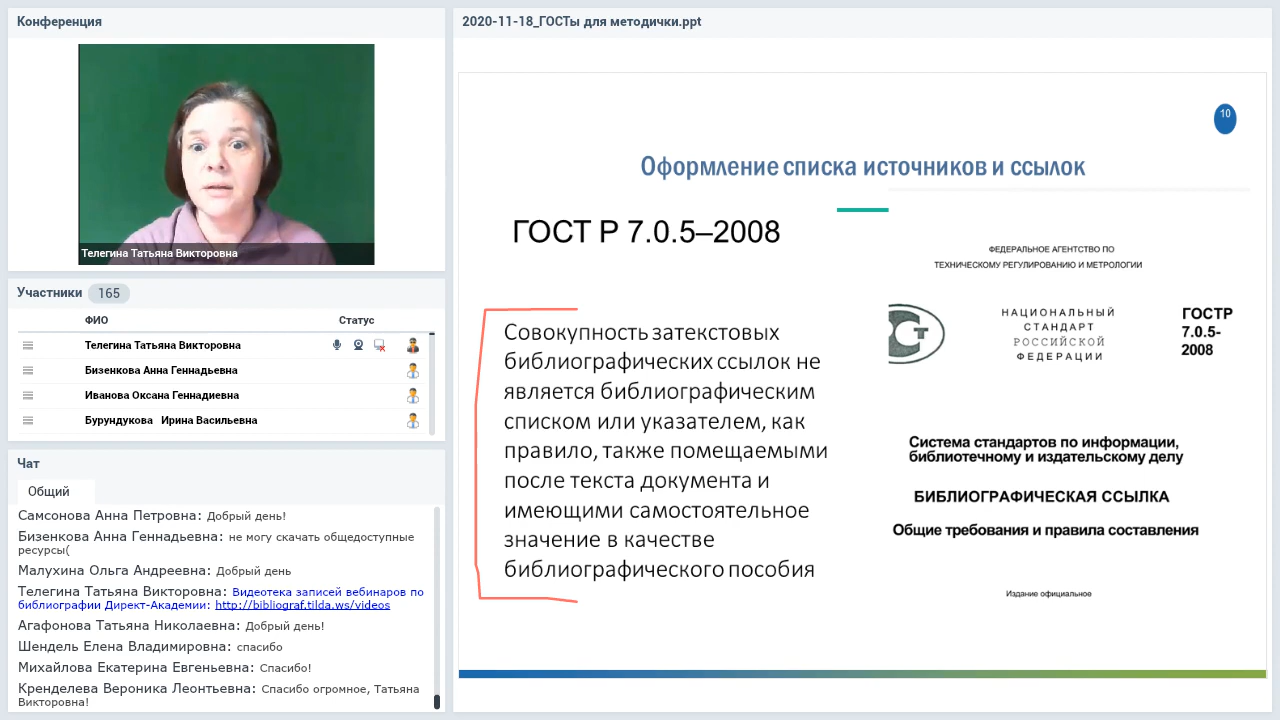 Конференция
Телегина Татьяна Викторовна
Участники 165
ФИО Статус
Телегина Татьяна Викторовна
Бизенкова Анна Геннадьевна
Иванова Оксана Геннадиевна
Бурундукова Ирина Васильевна
Чат
Общий
Самсонова Анна Петровна: Добрый день!
Бизенкова Анна Геннадьевна: не могу скачать общедоступные
ресурсы(
Малухина Ольга Андреевна: Добрый день
Телегина Татьяна Викторовна: Видеотека записей вебинаров по
библиографии Директ-Академии: http://bibliograf.tilda.ws/videos
Агафонова Татьяна Николаевна: Добрый день!
Шендель Елена Владимировна: спасибо
Михайлова Екатерина Евгеньевна: Спасибо!
Кренделева Вероника Леонтьевна: Спасибо огромное, Татьяна
Викторовна!
2020-11-18_ГОСТы для методички.ppt
10
Оформление списка источников и ссылок
ГОСТ Р 7.0.5–2008
Совокупность затекстовых
библиографических ссылок не
является библиографическим
списком или указателем, как
правило, также помещаемыми
после текста документа и
имеющими самостоятельное
значение в качестве
библиографического пособия
ФЕДЕРАЛЬНОЕ АГЕНТСТВО ПО
ТЕХНИЧЕСКОМУ РЕГУЛИРОВАНИЮ И МЕТРОЛОГИИ
НАЦИОНАЛЬНЫЙ
СТАНДАРТ
РОССИЙСКОЙ
ФЕДЕРАЦИИ
ГОСТР
7.0.5-
2008
Система стандартов по информации,
библиотечному и издательскому делу
БИБЛИОГРАФИЧЕСКАЯ ССЫЛКА
Общие требования и правила составления
Издание официальное